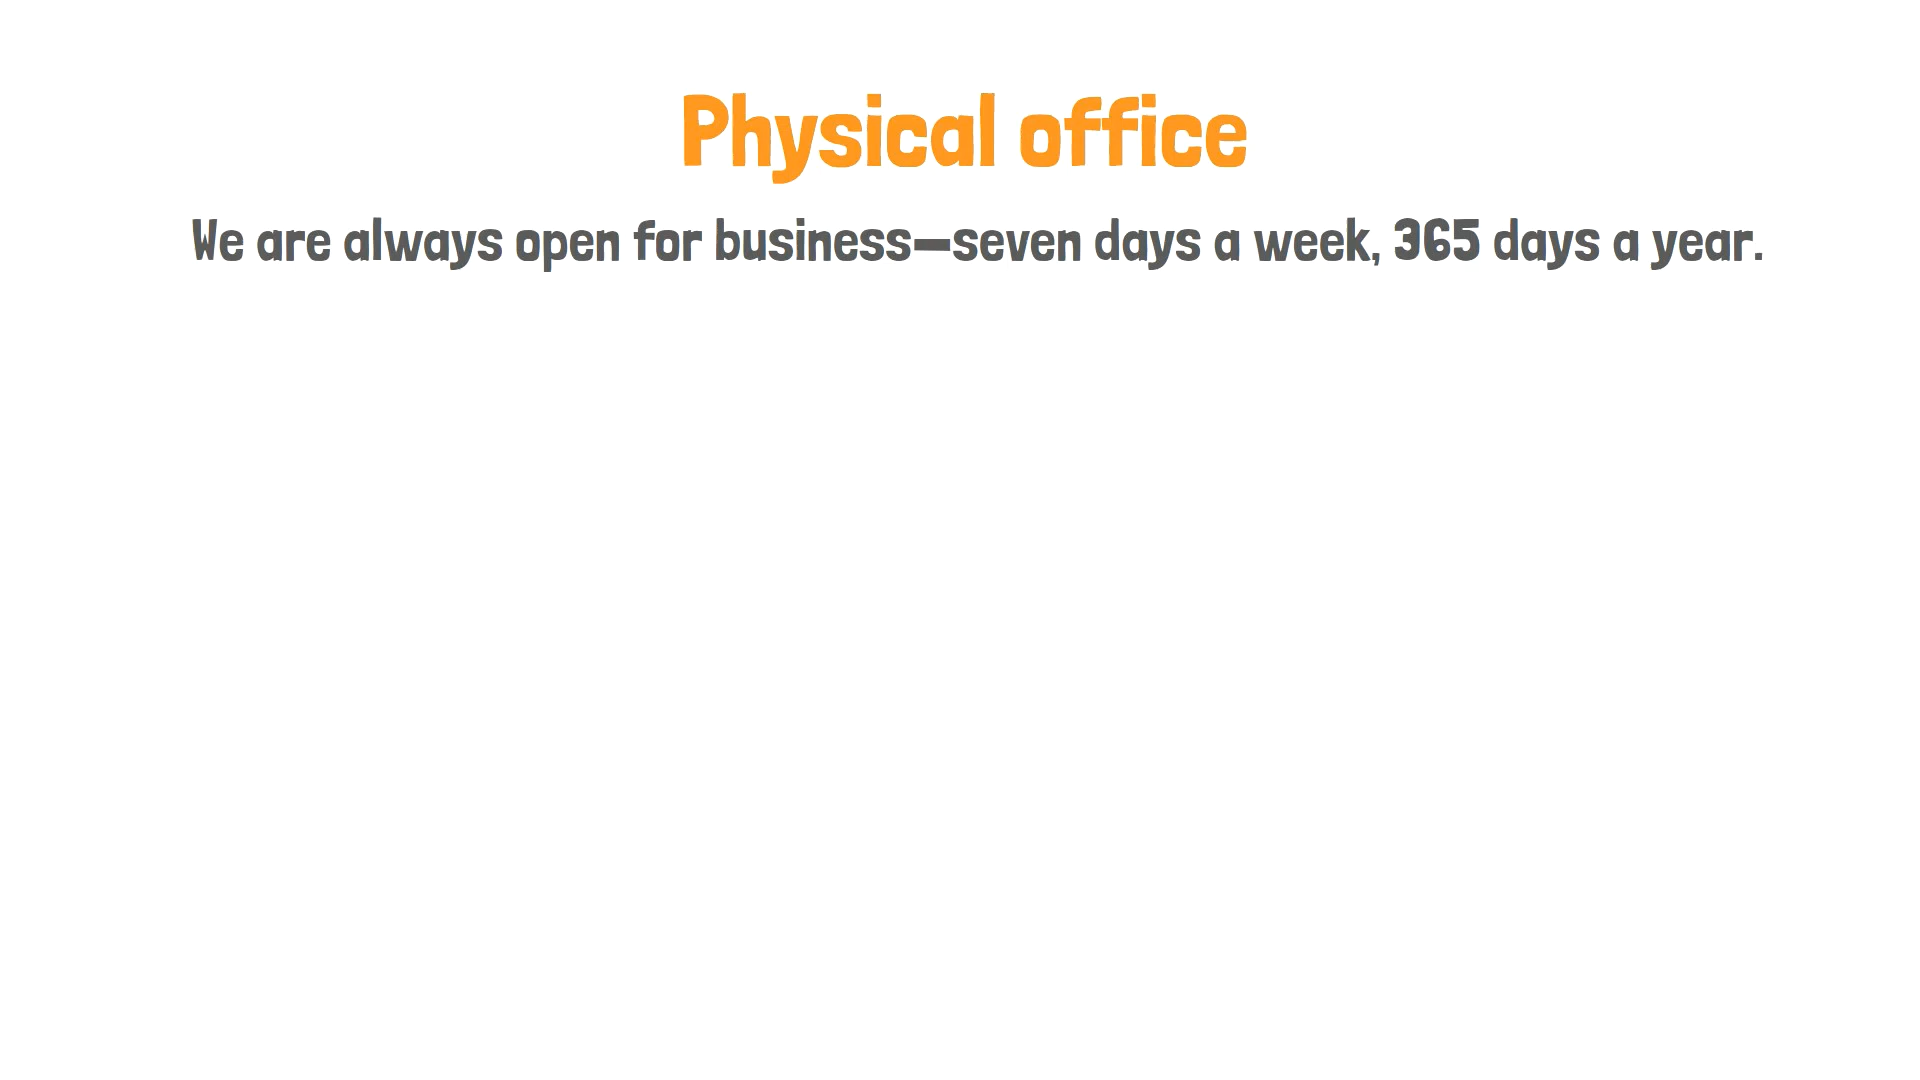 Physical office
We are always open for business—seven days a week, 365 days a year.